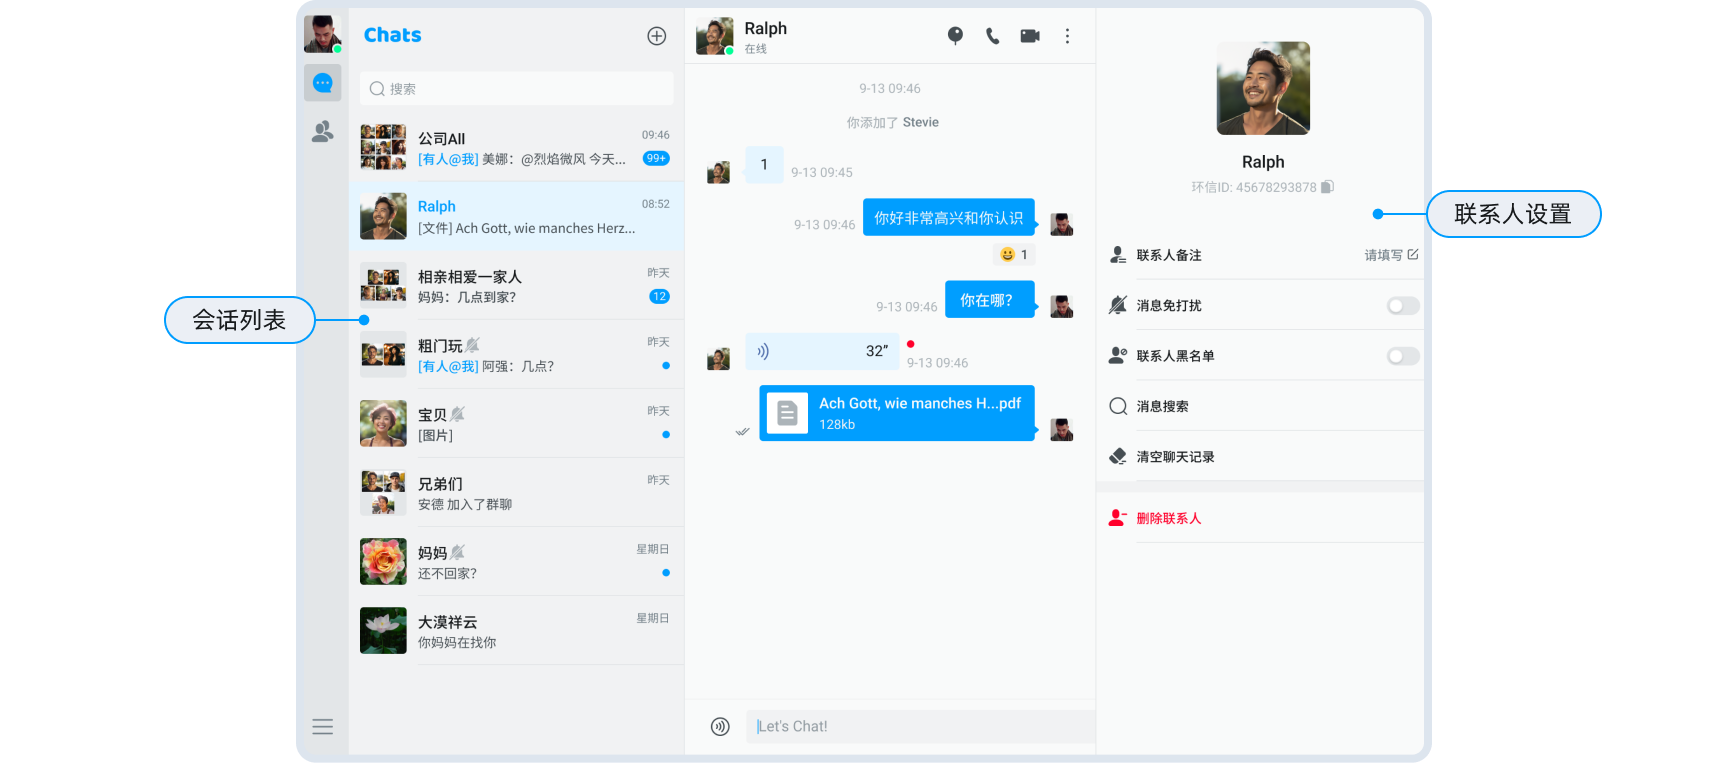 Chats
搜索
公司All
09:46
[有人@我] 美娜：@烈焰微风 今天...
99+
Ralph
08:52
[文件] Ach Gott, wie manches Herz...
相亲相爱一家人
昨天
妈妈：几点到家?
12
粗门玩
昨天
[有人@我] 阿强：几点?
宝贝
昨天
[图片]
兄弟们
昨天
安德 加入了群聊
妈妈
星期日
还不回家?
大漠祥云
星期日
你妈妈在找你
会话列表
Ralph
在线
9-13 09:46
你添加了 Stevie
1
9-13 09:45
9-13 09:46
你好非常高兴和你认识
1
9-13 09:46
你在哪?
32”
9-13 09:46
Ach Gott, wie manches H...pdf
128kb
Let's Chat!
Ralph
环信ID: 45678293878
联系人设置
联系人备注
请填写
消息免打扰
联系人黑名单
消息搜索
清空聊天记录
删除联系人